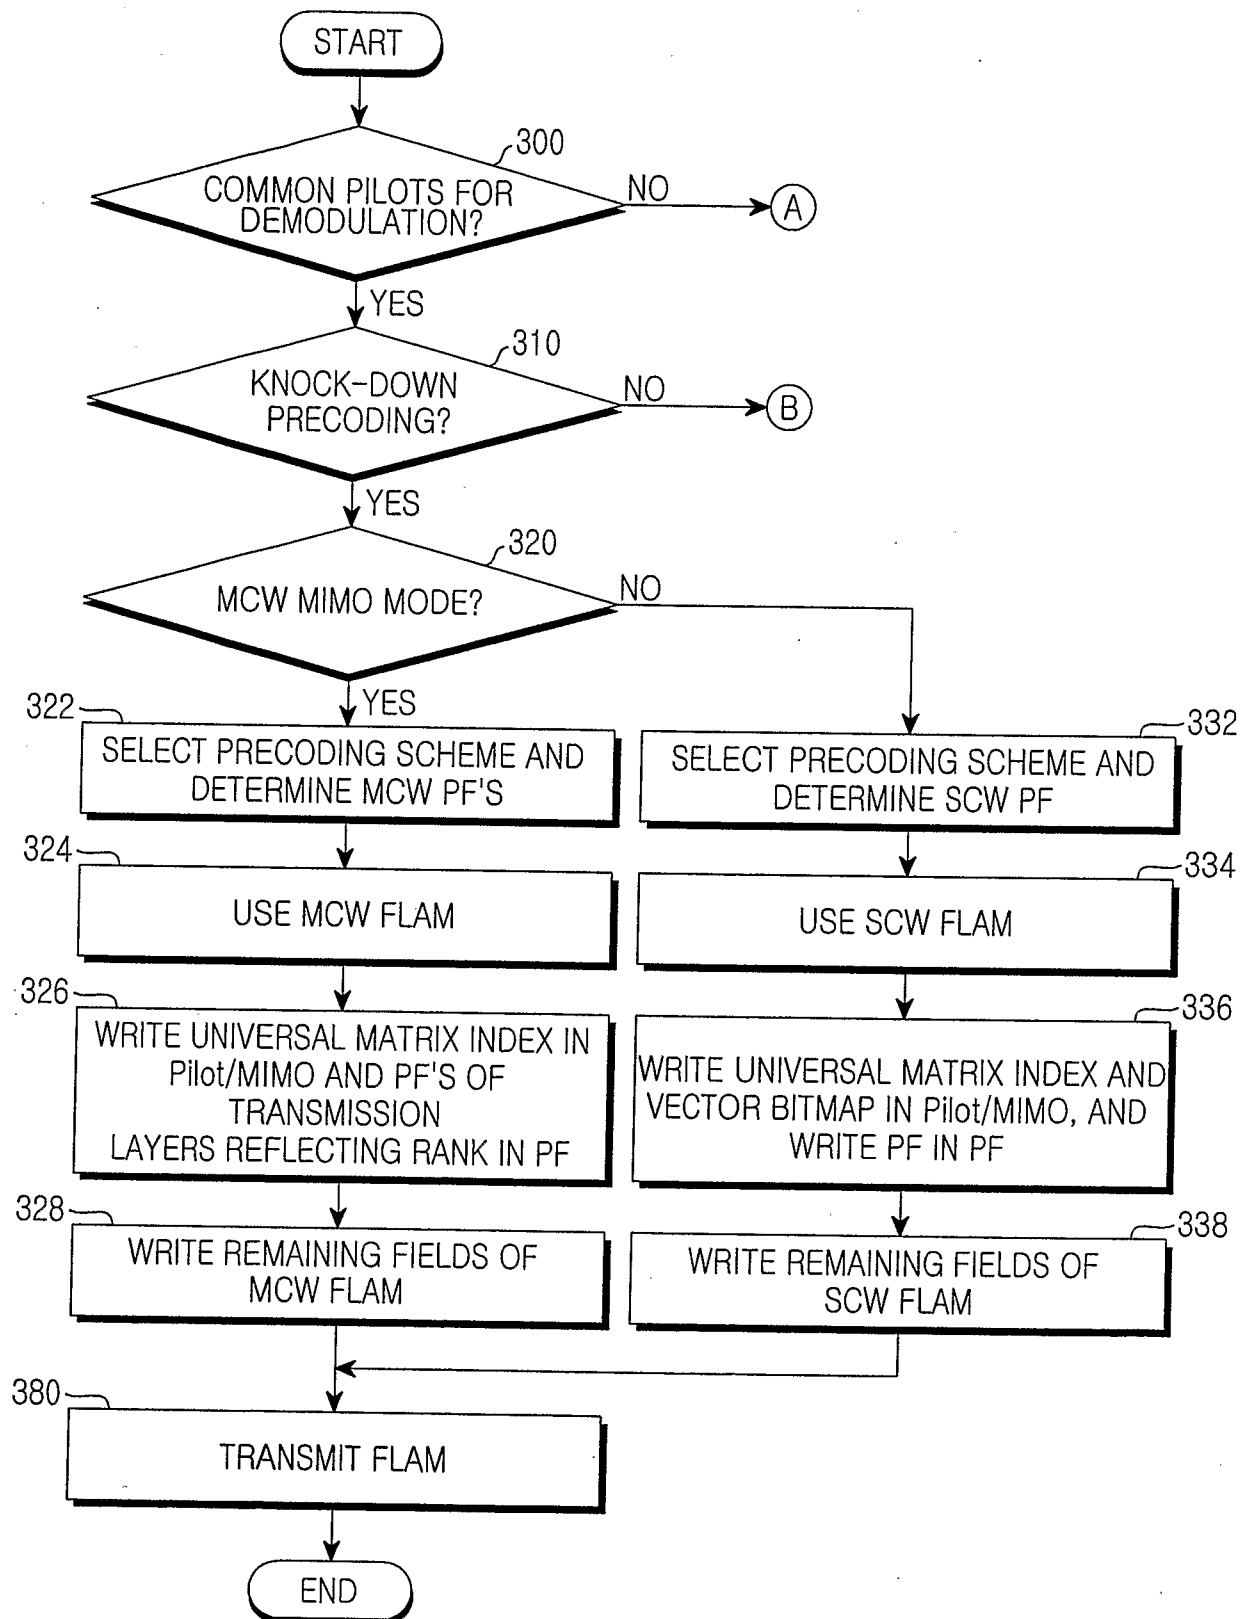 START
300
COMMON PILOTS FOR
DEMODULATION?
NO
A
YES
310
KNOCK-DOWN
PRECODING?
NO
B
YES
320
MCW MIMO MODE?
NO
YES
322
SELECT PRECODING SCHEME AND
DETERMINE MCW PF'S
332
SELECT PRECODING SCHEME AND
DETERMINE SCW PF
324
USE MCW FLAM
334
USE SCW FLAM
326
WRITE UNIVERSAL MATRIX INDEX IN
Pilot/MIMO AND PF'S OF
TRANSMISSION
LAYERS REFLECTING RANK IN PF
336
WRITE UNIVERSAL MATRIX INDEX AND
VECTOR BITMAP IN Pilot/MIMO, AND
WRITE PF IN PF
328
WRITE REMAINING FIELDS OF
MCW FLAM
338
WRITE REMAINING FIELDS OF
SCW FLAM
380
TRANSMIT FLAM
END